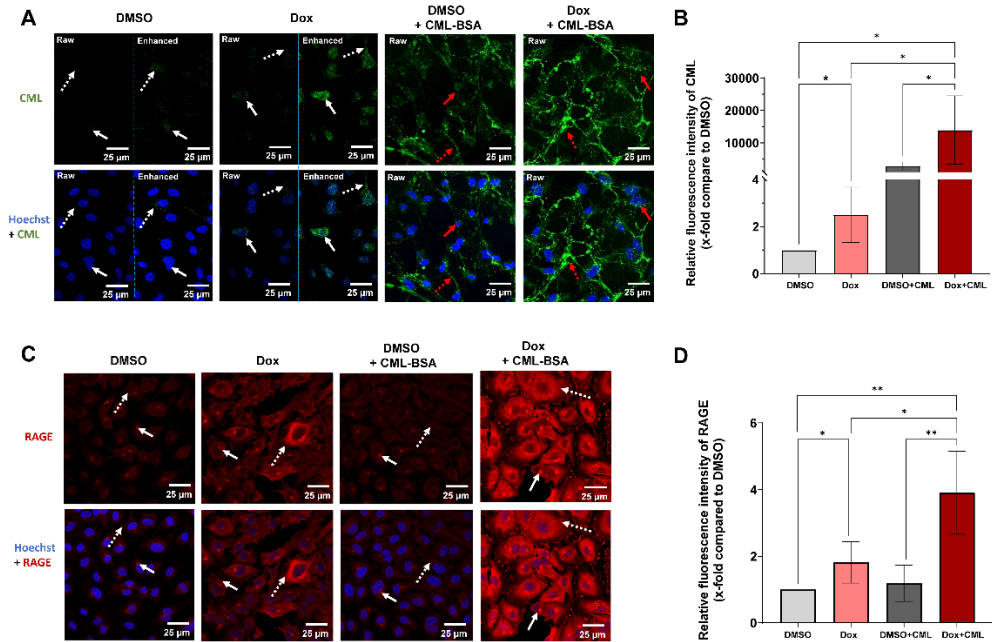 A
DMSO
Dox
DMSO
+ CML-BSA
Dox
+ CML-BSA
CML
Raw
Enhanced
Raw
Enhanced
Raw
Raw
25 µm
25 µm
25 µm
25 µm
25 µm
25 µm
Hoechst
+ CML
Raw
Enhanced
Raw
Enhanced
Raw
Raw
25 µm
25 µm
25 µm
25 µm
25 µm
25 µm
B
Relative fluorescence intensity of CML
(x-fold compare to DMSO)
*
*
*
*
30000
20000
10000
4
2
0
DMSO
Dox
DMSO+CML
Dox+CML
C
DMSO
Dox
DMSO
+ CML-BSA
Dox
+ CML-BSA
RAGE
25 µm
25 µm
25 µm
25 µm
Hoechst
+ RAGE
25 µm
25 µm
25 µm
25 µm
D
Relative fluorescence intensity of RAGE
(x-fold compared to DMSO)
**
*
*
**
6
4
2
0
DMSO
Dox
DMSO+CML
Dox+CML